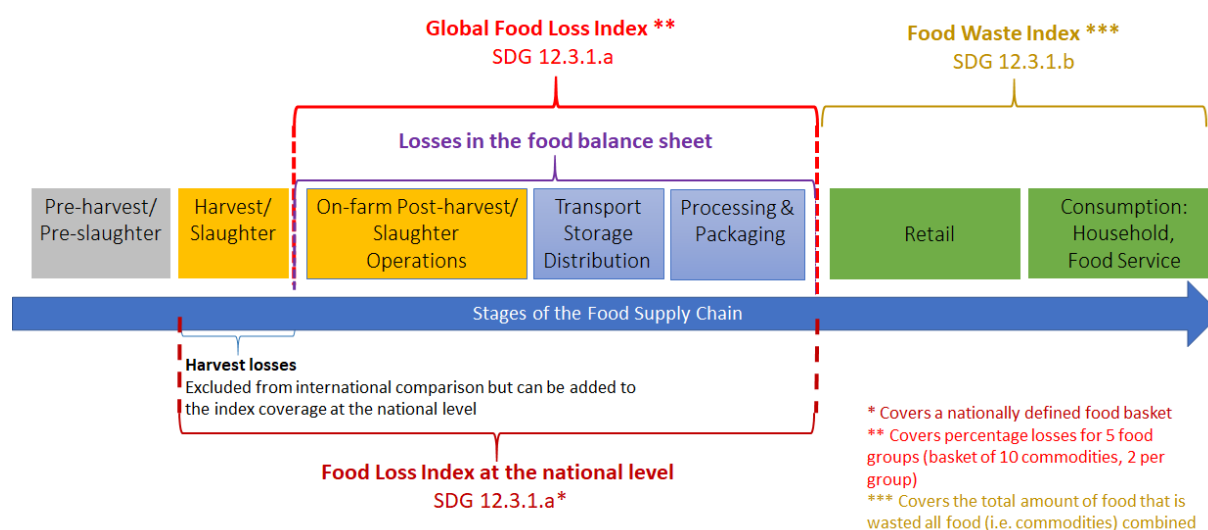 Global Food Loss Index **
SDG 12.3.1.a
Food Waste Index ***
SDG 12.3.1.b
Losses in the food balance sheet
Pre-harvest/
Pre-slaughter
Harvest/
Slaughter
On-farm Post-harvest/
Slaughter
Operations
Transport
Storage
Distribution
Processing &
Packaging
Retail
Consumption:
Household,
Food Service
Stages of the Food Supply Chain
Harvest losses
Excluded from international comparison but can be added to
the index coverage at the national level
Food Loss Index at the national level
SDG 12.3.1.a*
* Covers a nationally defined food basket
** Covers percentage losses for 5 food
groups (basket of 10 commodities, 2 per
group)
*** Covers the total amount of food that is
wasted all food (i.e. commodities) combined